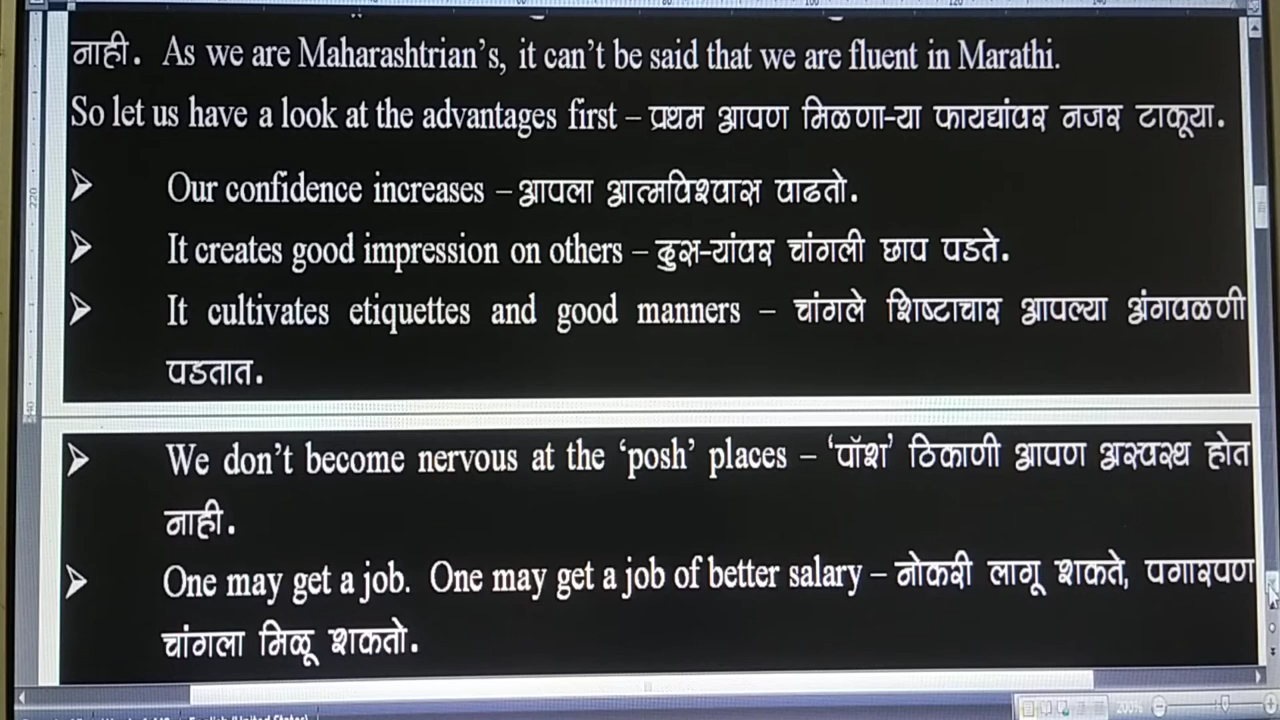 नाही. As we are Maharashtrian's, it can't be said that we are fluent in Marathi.
So let us have a look at the advantages first – प्रथम आपण मिळणा-या फायद्यांवर नजर टाकूया.
➢ Our confidence increases – आपला आत्मविश्वास वाढतो.
➢ It creates good impression on others – दुस-यांवर चांगली छाप पडते.
➢ It cultivates etiquettes and good manners – चांगले शिष्टाचार आपल्या अंगवळणी
पडतात.
➢ We don't become nervous at the 'posh' places – 'पॉश' ठिकाणी आपण अस्वस्थ होत
नाही.
➢ One may get a job. One may get a job of better salary – नोकरी लागू शकते, पगारपण
चांगला मिळू शकतो.
200%